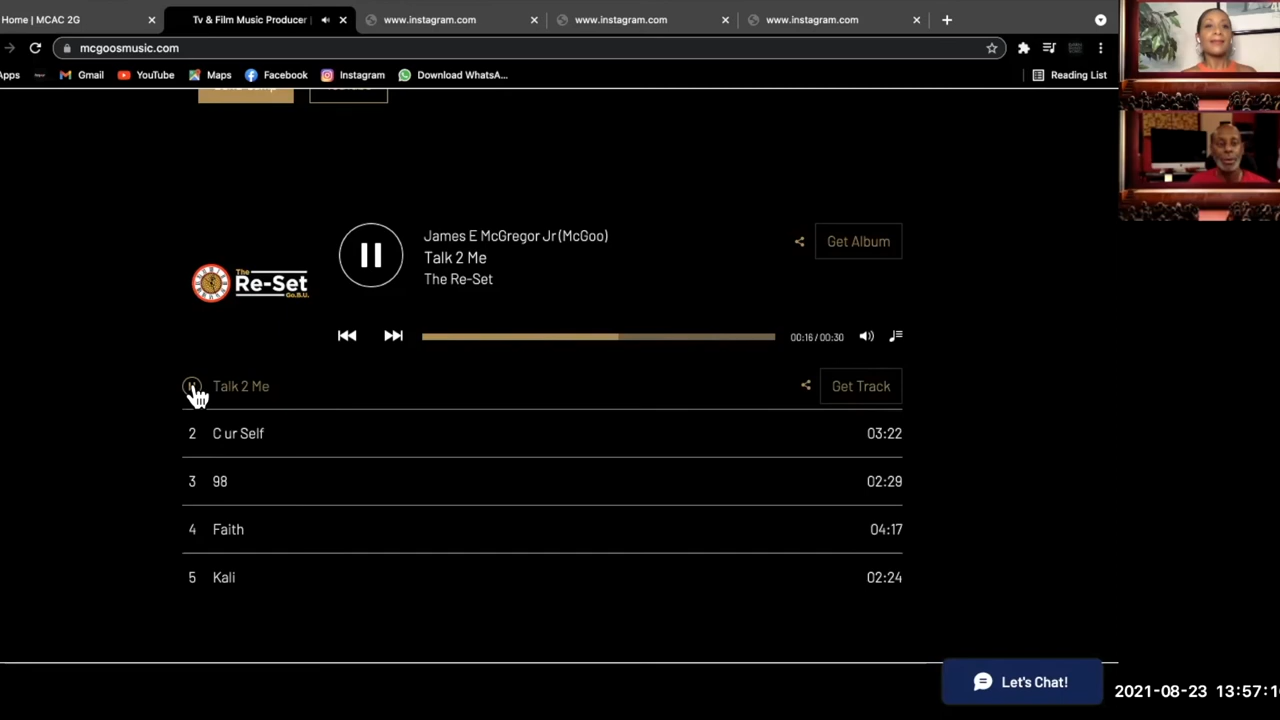 Home | MCAC 2G
Tv & Film Music Producer |
www.instagram.com
www.instagram.com
www.instagram.com
mcgoosmusic.com
Apps
Gmail
YouTube
Maps
Facebook
Instagram
Download WhatsA...
Reading List
James E McGregor Jr (McGoo)
Talk 2 Me
The Re-Set
Get Album
The
Re-Set
Go.B.U.
00:16 / 00:30
Talk 2 Me
Get Track
2 C ur Self 03:22
3 98 02:29
4 Faith 04:17
5 Kali 02:24
Let's Chat!
2021-08-23 13:57:1